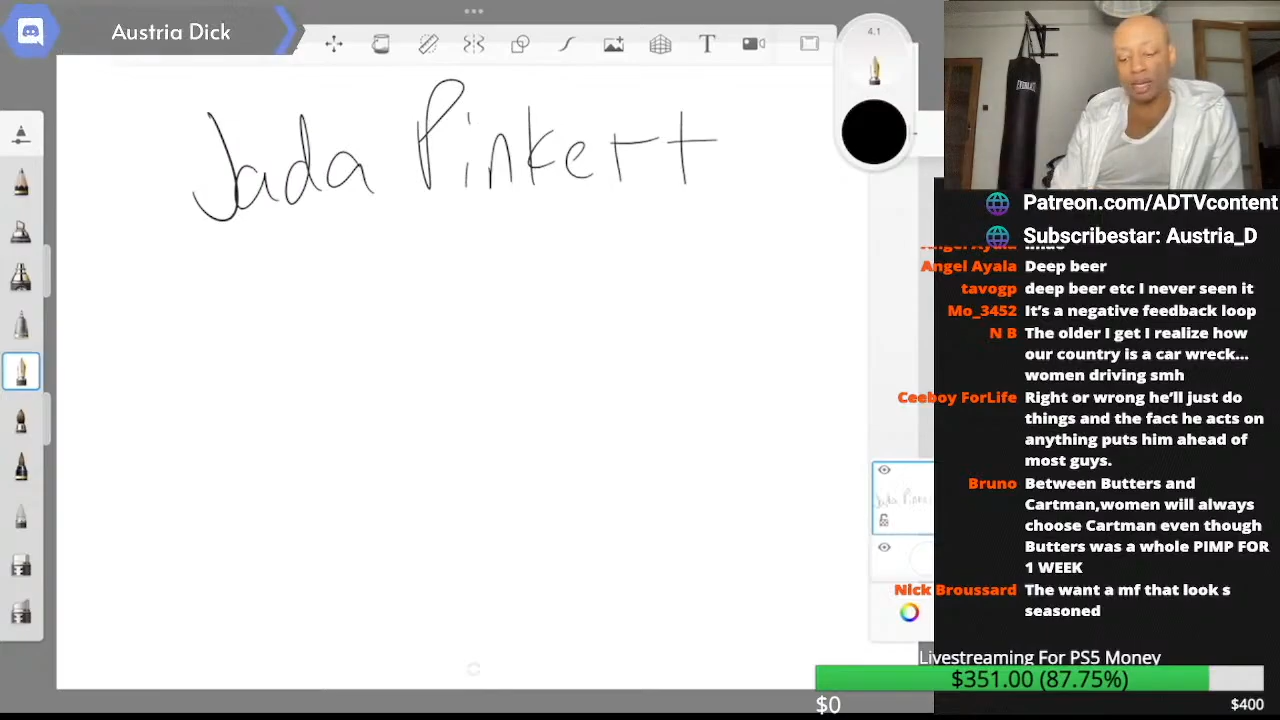 Austria Dick
T
4.1
Jada Pinkett
EVERLAST
Patreon.com/ADTVcontent
Subscribestar: Austria_D
Angel Ayala
Angel Ayala Deep beer
tavogp deep beer etc I never seen it
Mo_3452 It’s a negative feedback loop
N B The older I get I realize how
our country is a car wreck...
women driving smh
Ceeboy ForLife Right or wrong he’ll just do
things and the fact he acts on
anything puts him ahead of
most guys.
Bruno Between Butters and
Cartman,women will always
choose Cartman even though
Butters was a whole PIMP FOR
1 WEEK
Nick Broussard The want a mf that look s
seasoned
Livestreaming For PS5 Money
$351.00 (87.75%)
$0
$400